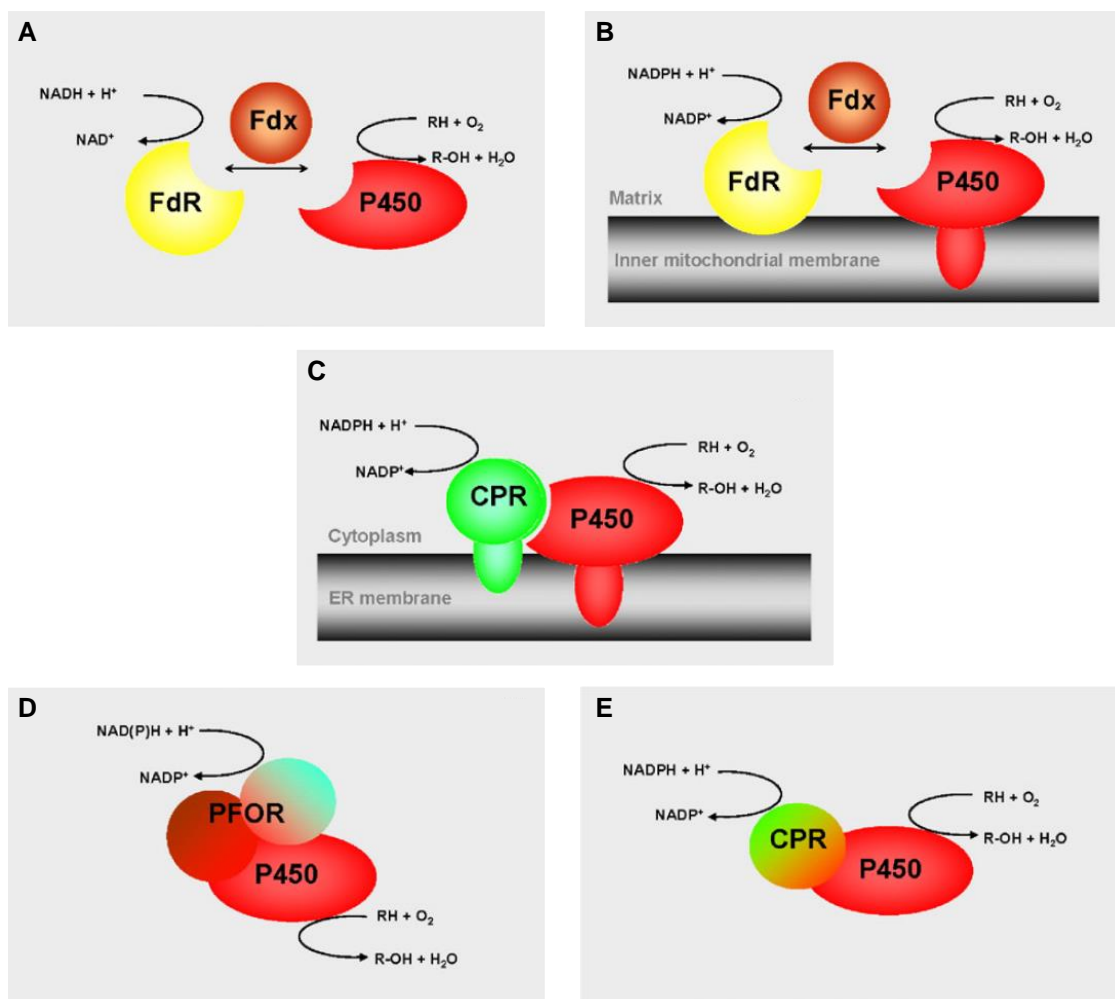 A
NADH + H⁺
NAD⁺
FdR
Fdx
P450
RH + O₂
R-OH + H₂O
B
NADPH + H⁺
NADP⁺
FdR
Fdx
P450
RH + O₂
R-OH + H₂O
Matrix
Inner mitochondrial membrane
C
NADPH + H⁺
NADP⁺
CPR
P450
RH + O₂
R-OH + H₂O
Cytoplasm
ER membrane
D
NAD(P)H + H⁺
NADP⁺
PFOR
P450
RH + O₂
R-OH + H₂O
E
NADPH + H⁺
NADP⁺
CPR
P450
RH + O₂
R-OH + H₂O